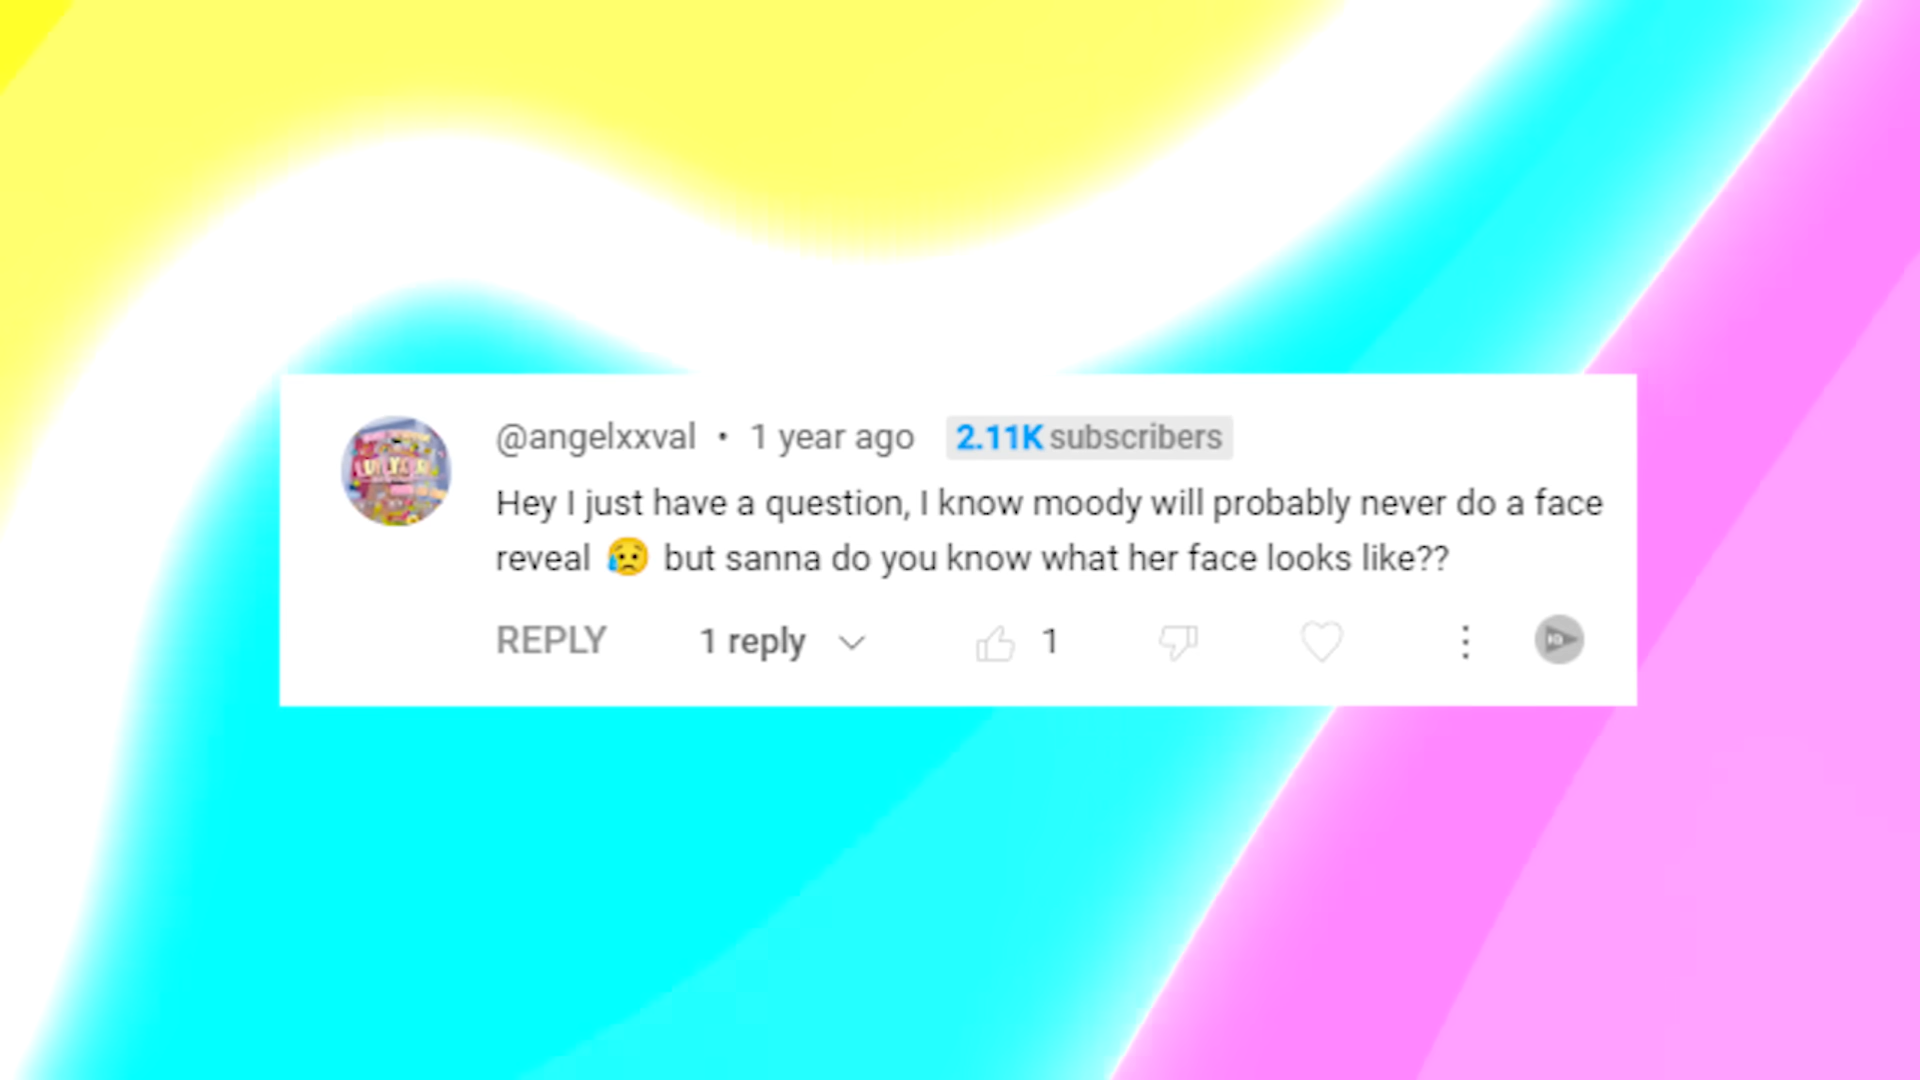 @angelxxval • 1 year ago 2.11K subscribers
Hey I just have a question, I know moody will probably never do a face
reveal 😥 but sanna do you know what her face looks like??
REPLY 1 reply 1